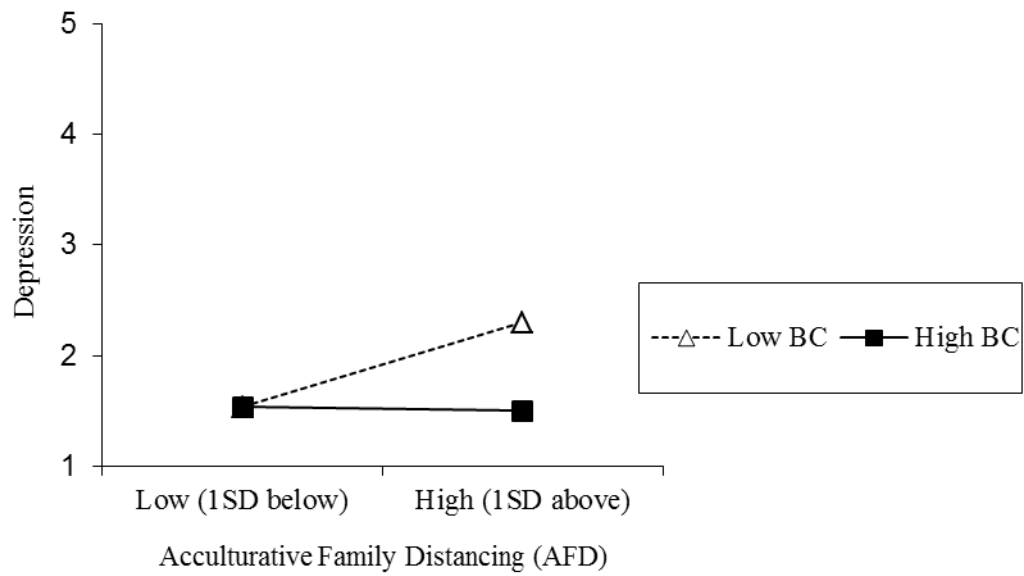 5
4
3
2
1
Depression
Low (1SD below) High (1SD above)
Acculturative Family Distancing (AFD)
Low BC High BC